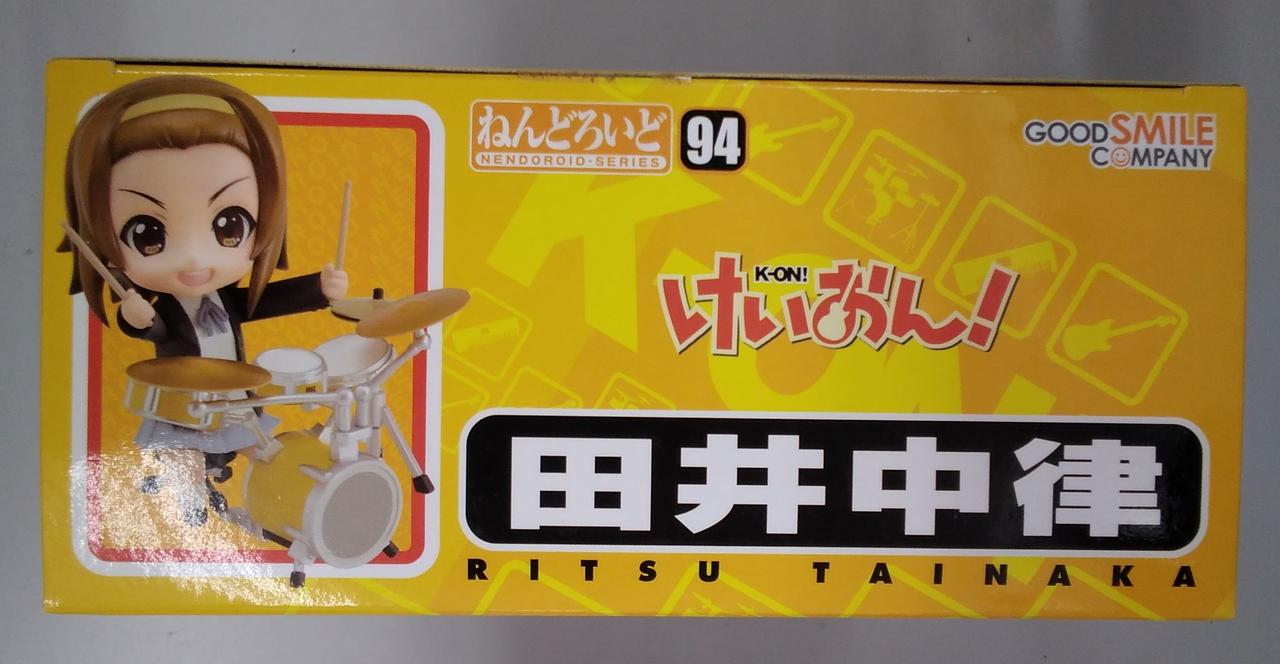 ねんどろいど
NENDOROID·SERIES
94
GOOD SMILE
COMPANY
K-ON!
けいおん!
田井中律
RITSU TAINAKA